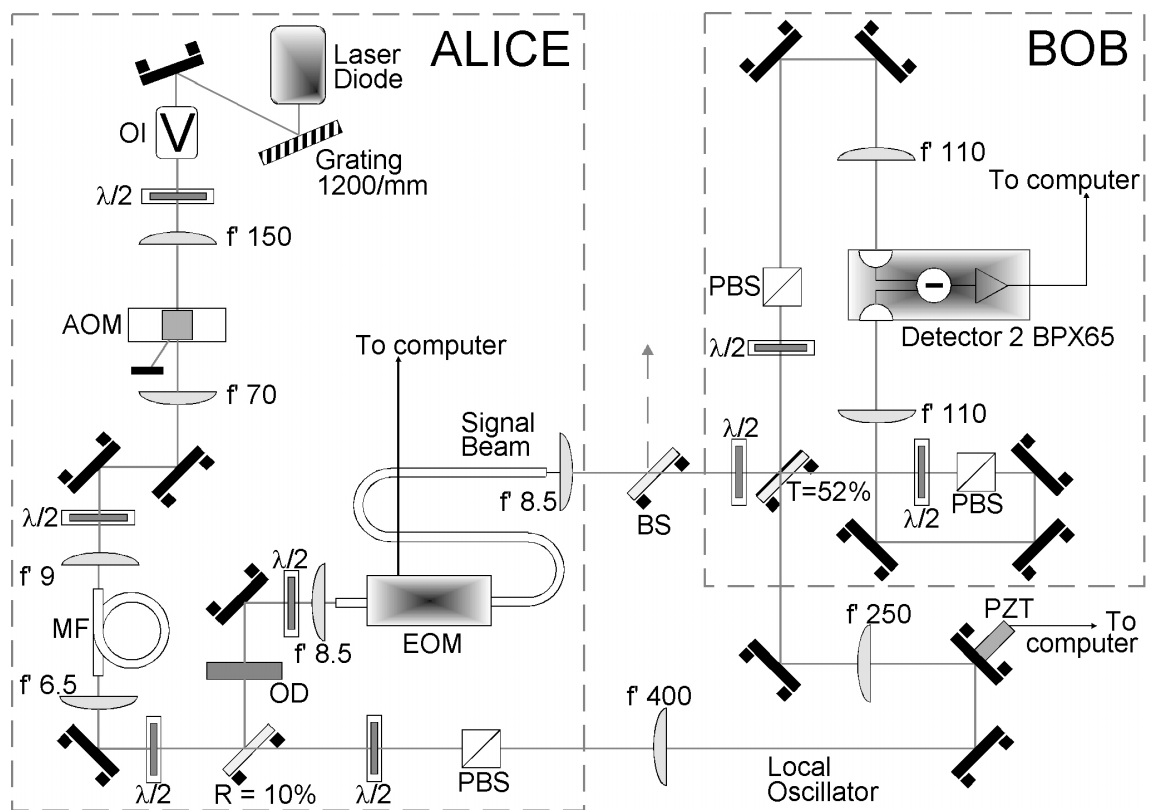 ALICE
BOB
Laser
Diode
OI
V
Grating
1200/mm
λ/2
f' 150
AOM
f' 70
λ/2
f' 9
MF
f' 6.5
λ/2
R = 10%
OD
λ/2
f' 8.5
EOM
To computer
Signal
Beam
f' 8.5
λ/2
PBS
BS
λ/2
T=52%
λ/2
PBS
f' 110
To computer
Detector 2 BPX65
f' 110
λ/2
PBS
f' 250
PZT
To
computer
f' 400
Local
Oscillator